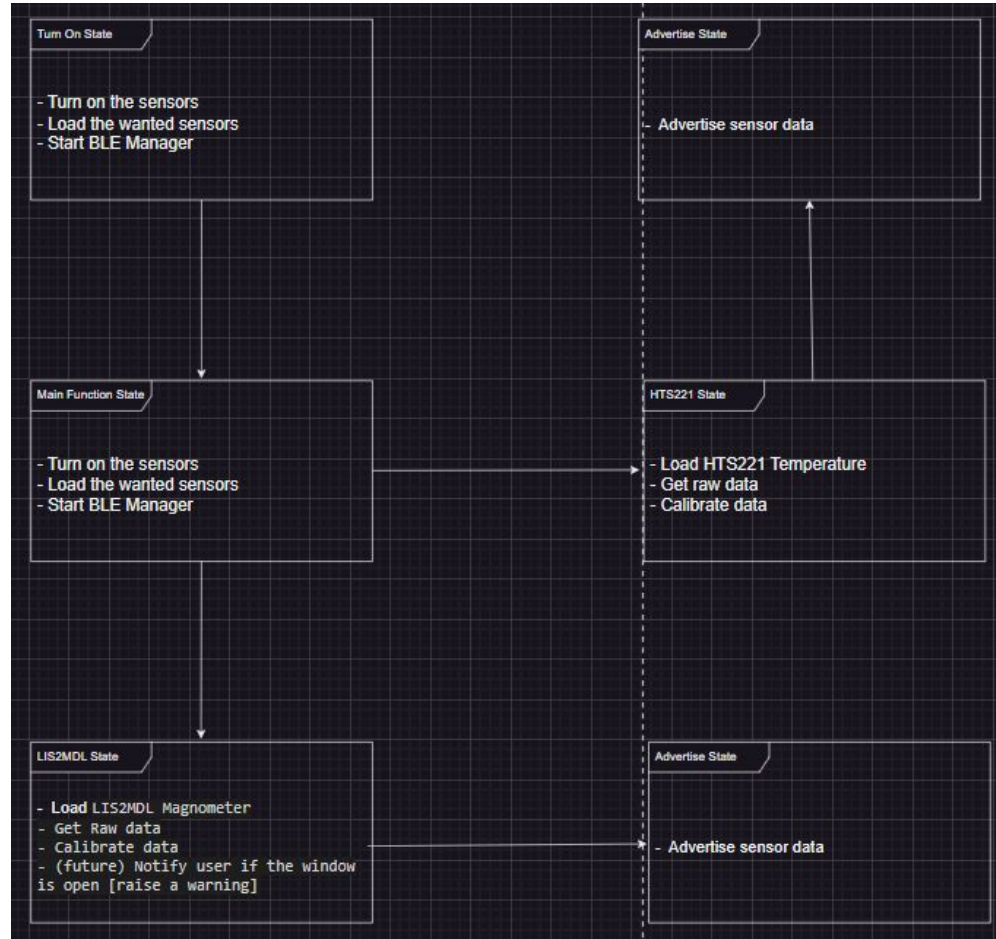 Turn On State
- Turn on the sensors
- Load the wanted sensors
- Start BLE Manager
Advertise State
- Advertise sensor data
Main Function State
- Turn on the sensors
- Load the wanted sensors
- Start BLE Manager
HTS221 State
- Load HTS221 Temperature
- Get raw data
- Calibrate data
LIS2MDL State
- Load LIS2MDL Magnometer
- Get Raw data
- Calibrate data
- (future) Notify user if the window
is open [raise a warning]
Advertise State
- Advertise sensor data